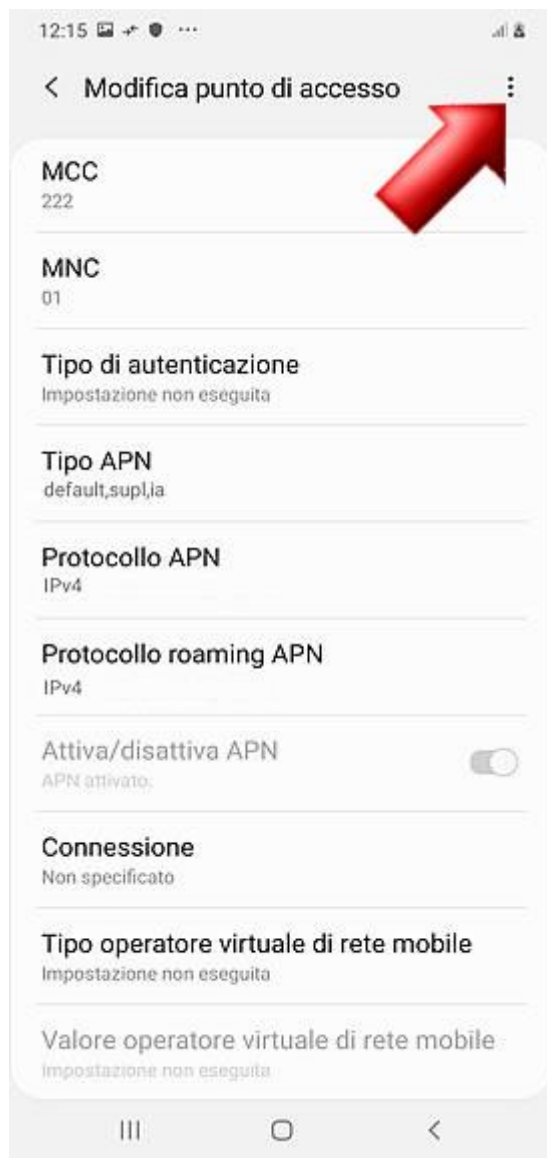 12:15
Modifica punto di accesso
MCC
222
MNC
01
Tipo di autenticazione
Impostazione non eseguita
Tipo APN
default,supl,ia
Protocollo APN
IPv4
Protocollo roaming APN
IPv4
Attiva/disattiva APN
APN attivato.
Connessione
Non specificato
Tipo operatore virtuale di rete mobile
Impostazione non eseguita
Valore operatore virtuale di rete mobile
Impostazione non eseguita